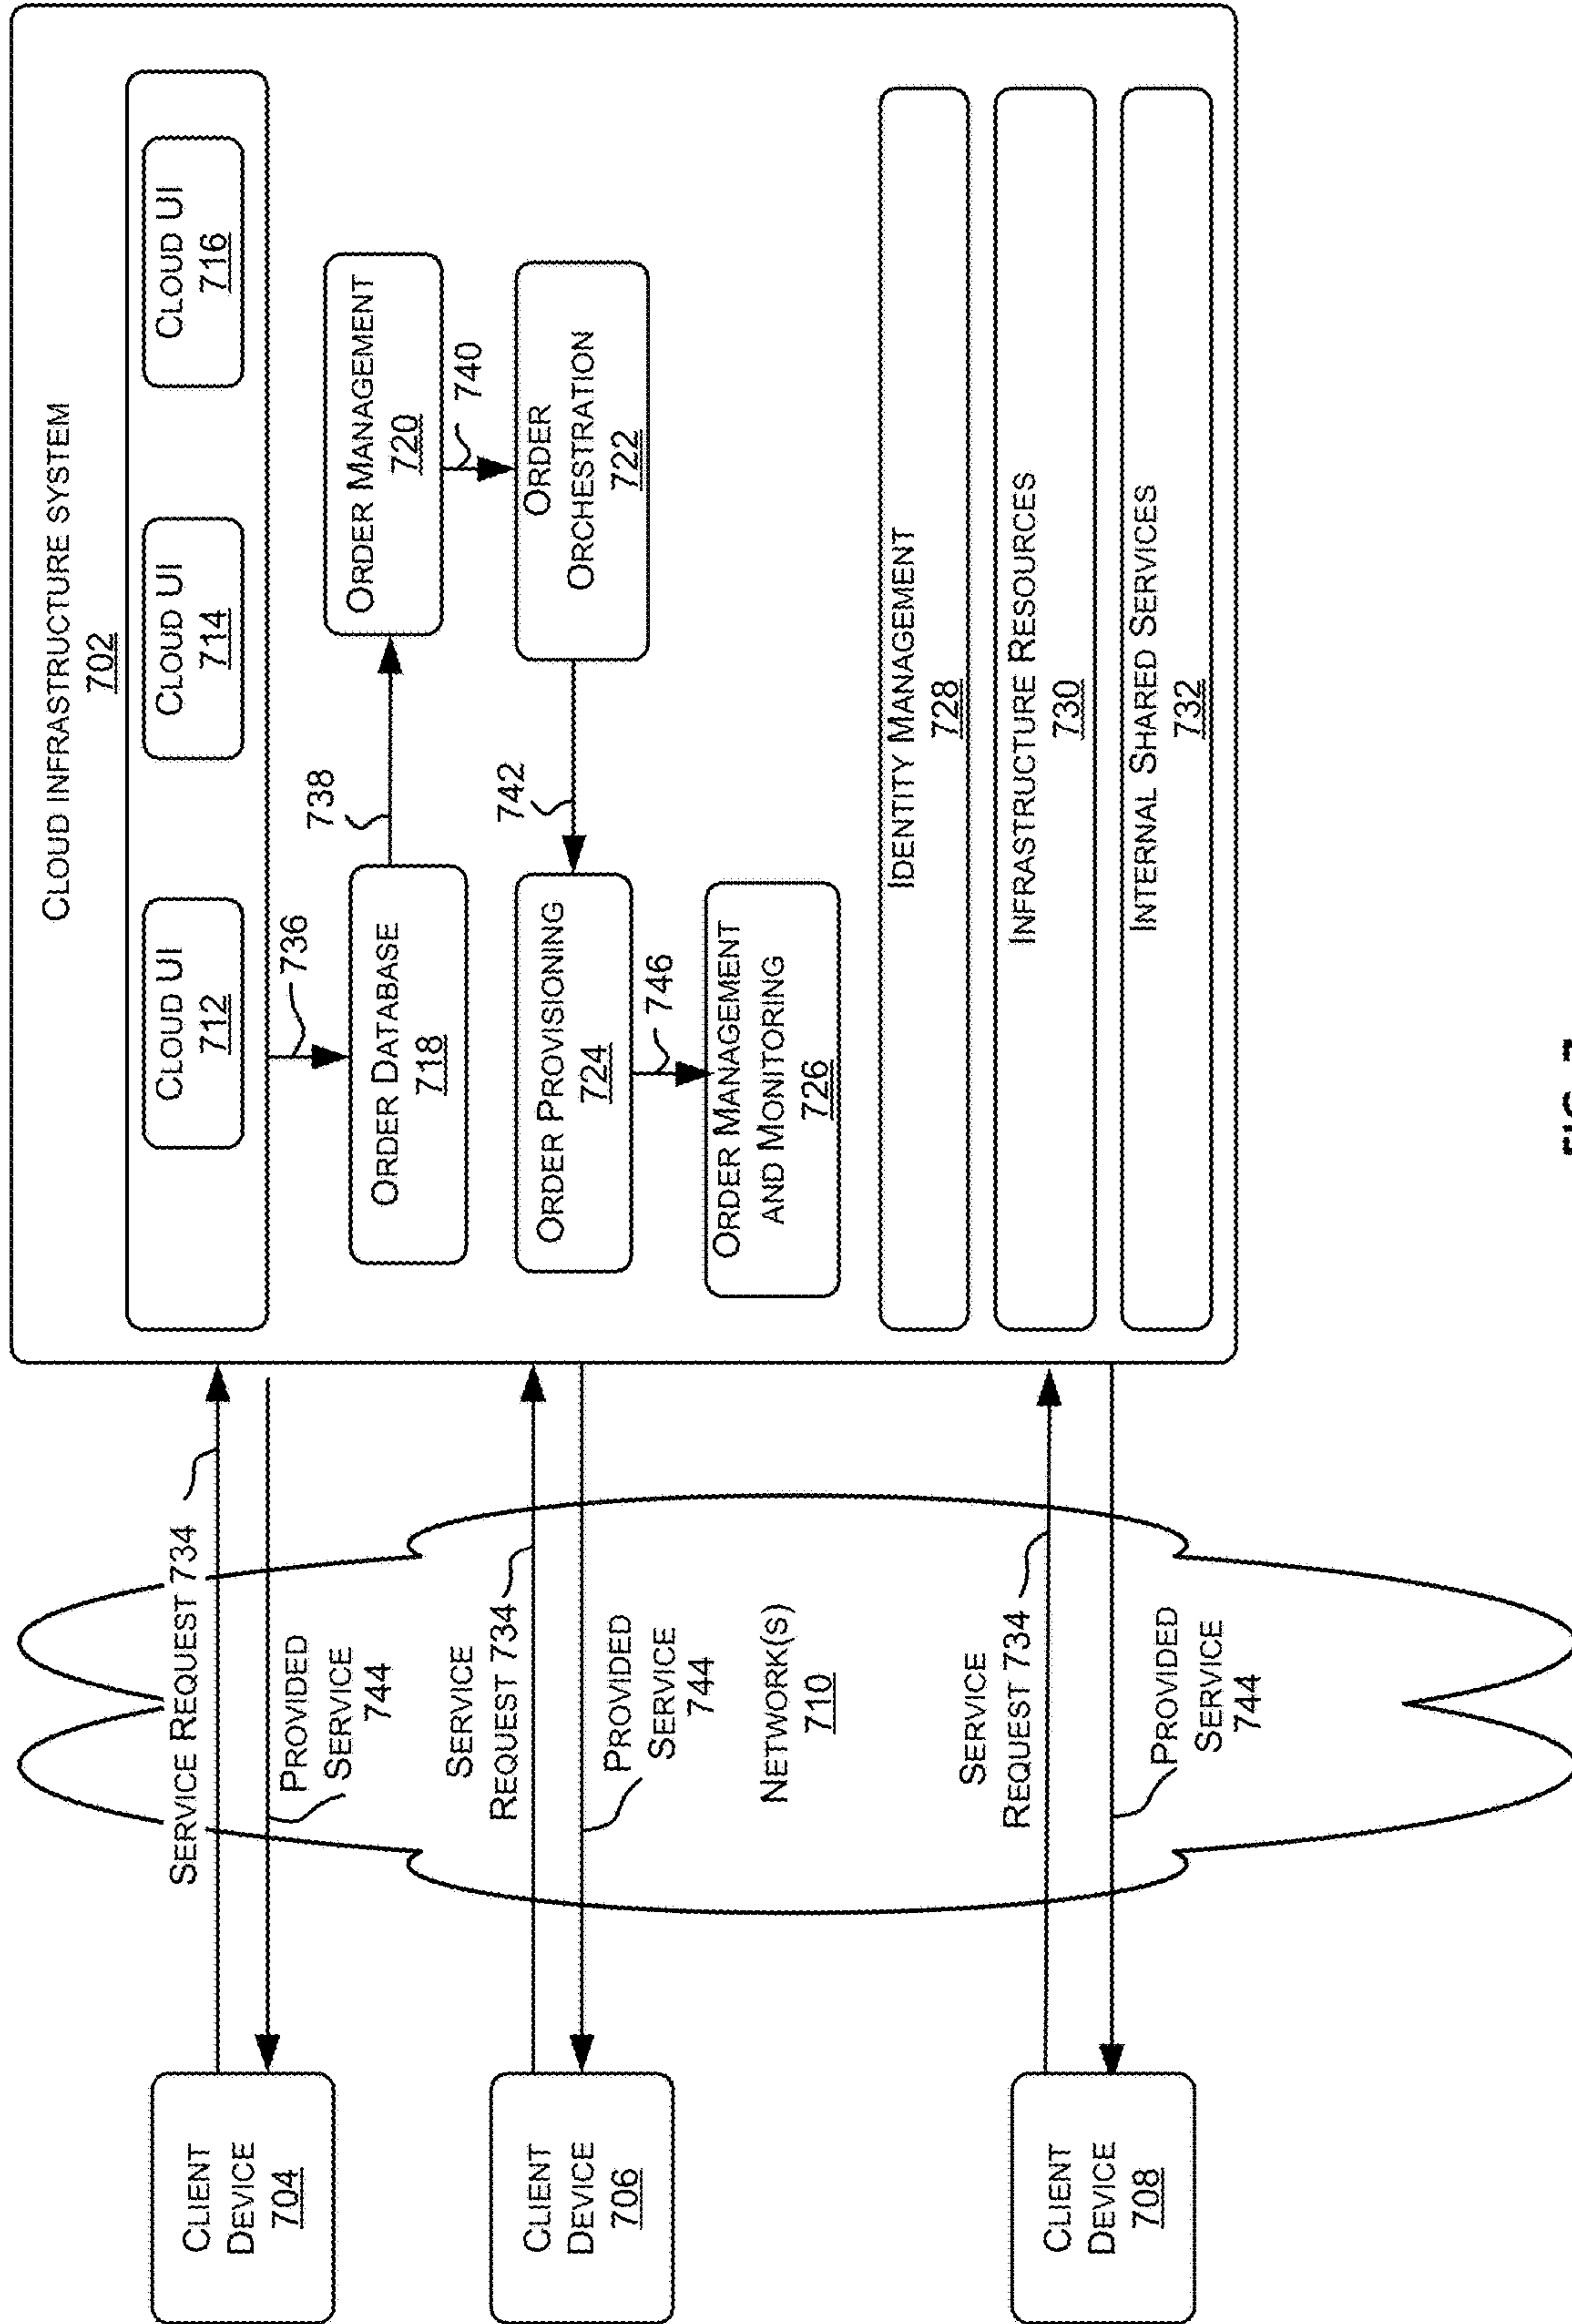 CLOUD INFRASTRUCTURE SYSTEM
702
CLOUD UI
712
CLOUD UI
714
CLOUD UI
716
736
ORDER DATABASE
718
738
ORDER MANAGEMENT
720
740
ORDER
ORCHESTRATION
722
742
ORDER PROVISIONING
724
746
ORDER MANAGEMENT
AND MONITORING
726
IDENTITY MANAGEMENT
728
INFRASTRUCTURE RESOURCES
730
INTERNAL SHARED SERVICES
732
SERVICE REQUEST 734
PROVIDED
SERVICE
744
SERVICE
REQUEST 734
PROVIDED
SERVICE
744
NETWORK(S)
710
SERVICE
REQUEST 734
PROVIDED
SERVICE
744
CLIENT
DEVICE
704
CLIENT
DEVICE
706
CLIENT
DEVICE
708